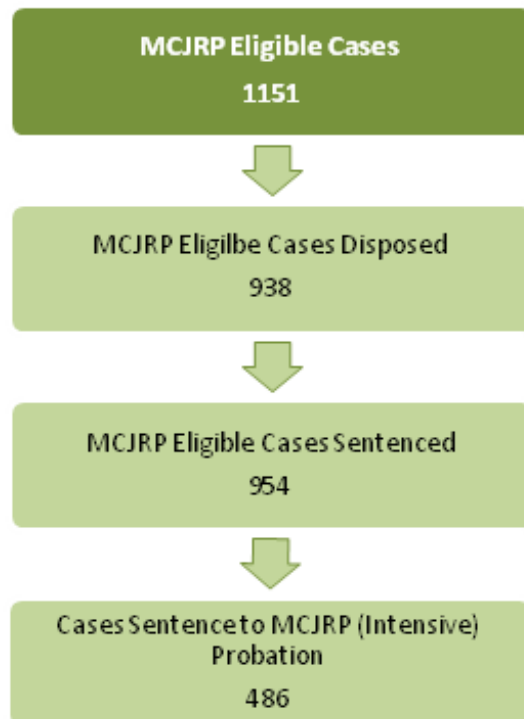 MCJRP Eligible Cases
1151
MCJRP Eligilbe Cases Disposed
938
MCJRP Eligible Cases Sentenced
954
Cases Sentence to MCJRP (Intensive)
Probation
486